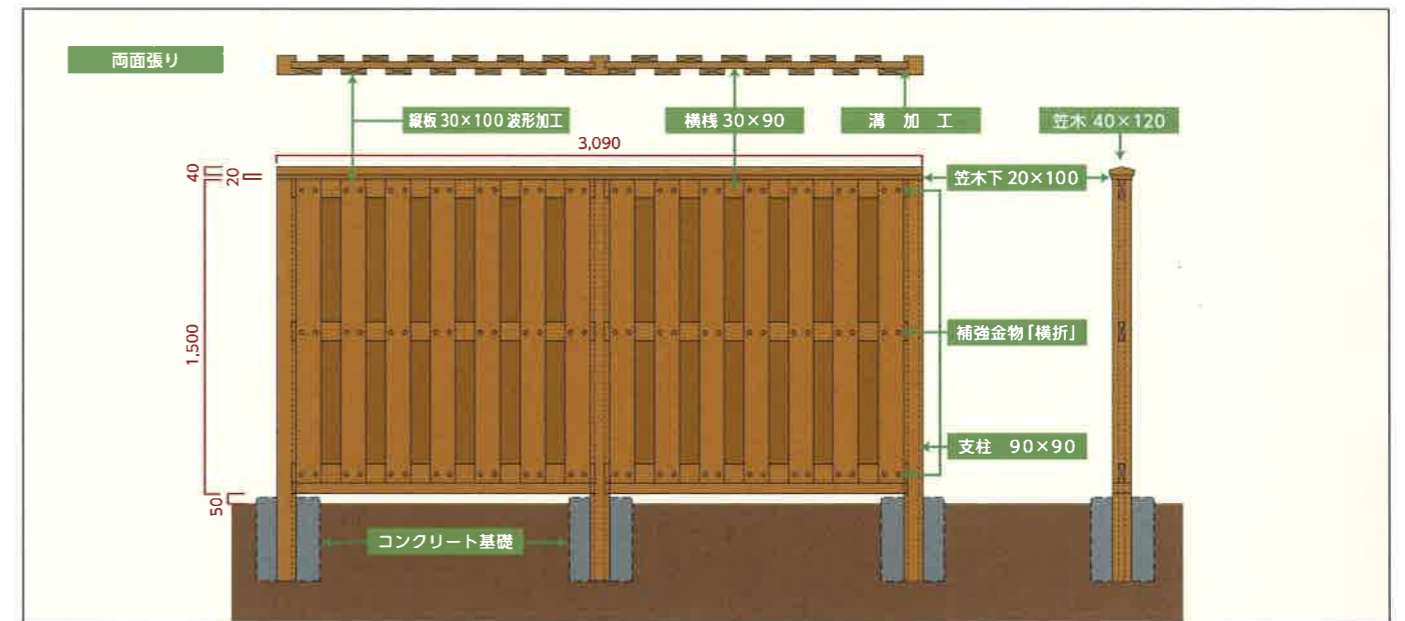 両面張り
縦板 30×100 波形加工
横桟 30×90
溝 加 工
笠木 40×120
3,090
40
20
笠木下 20×100
1,500
補強金物「横折」
支柱 90×90
50
コンクリート基礎